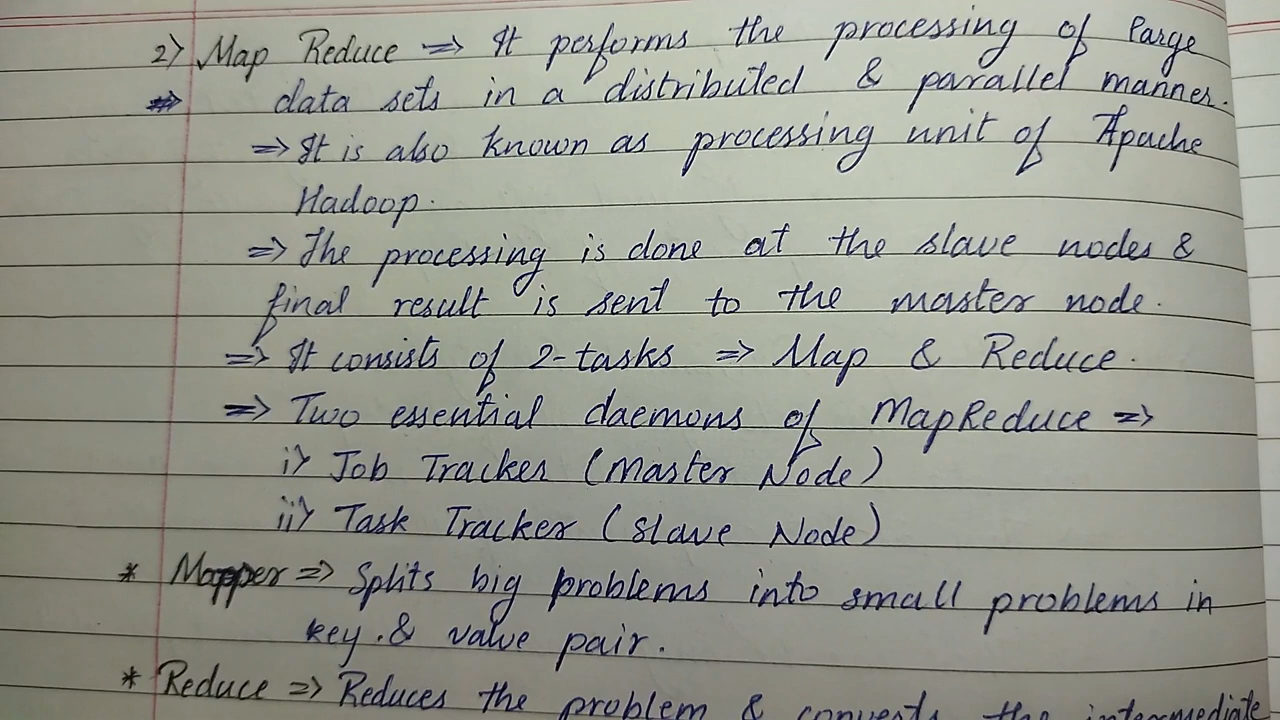 2) Map Reduce => It performs the processing of large
=> data sets in a distributed & parallel manner.
=> It is also known as processing unit of Apache
Hadoop.
=> The processing is done at the slave nodes &
final result is sent to the master node.
=> It consists of 2-tasks => Map & Reduce.
=> Two essential daemons of MapReduce =>
i) Job Tracker (Master Node)
ii) Task Tracker (Slave Node)
* Mapper => Splits big problems into small problems in
key & value pair.
* Reduce => Reduces the problem & converts the intermediate